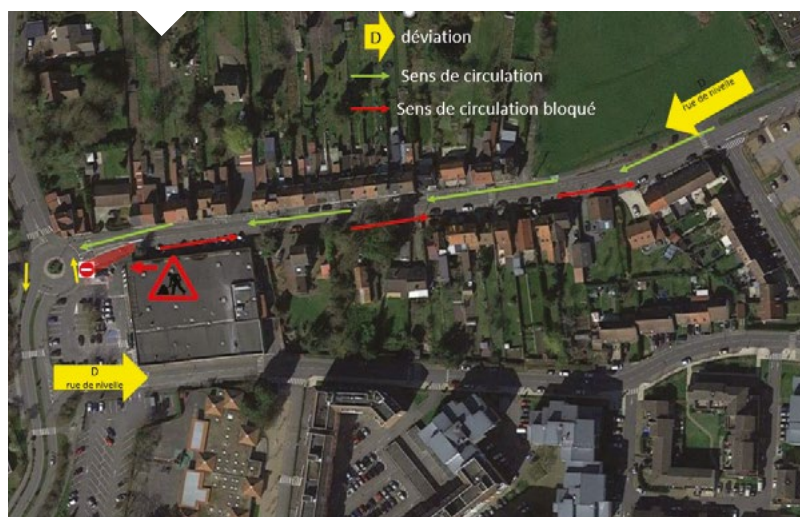 D déviation
Sens de circulation
Sens de circulation bloqué
D
rue de nivelle
D
rue de nivelle